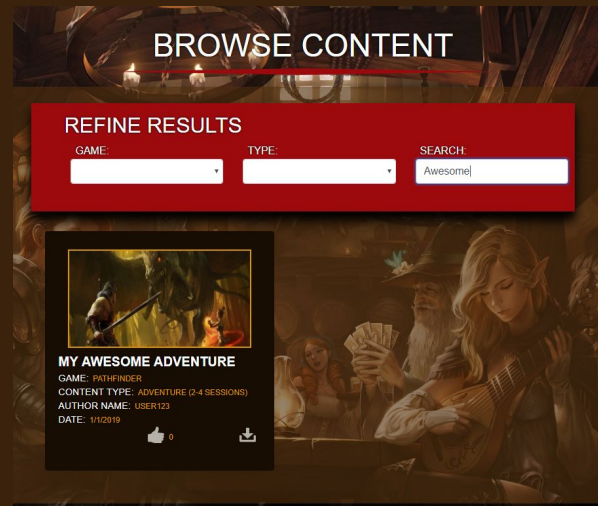 BROWSE CONTENT
REFINE RESULTS
GAME: TYPE: SEARCH:
Awesome
MY AWESOME ADVENTURE
GAME: PATHFINDER
CONTENT TYPE: ADVENTURE (2-4 SESSIONS)
AUTHOR NAME: USER123
DATE: 1/1/2019
0